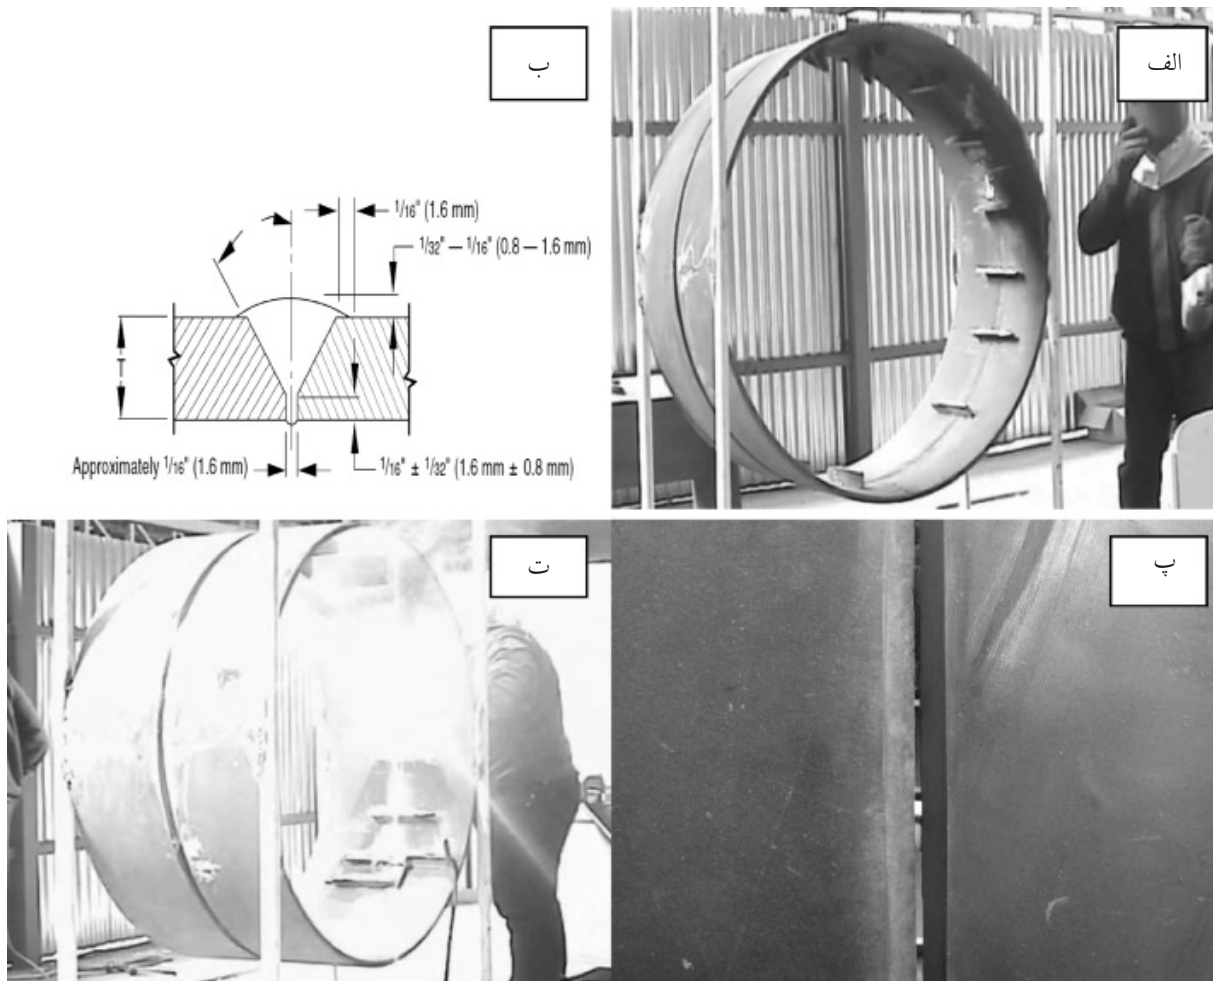 الف
ب
1/16" (1.6 mm)
1/32" – 1/16" (0.8 – 1.6 mm)
T
Approximately 1/16" (1.6 mm)
1/16" ± 1/32" (1.6 mm ± 0.8 mm)
پ
ت